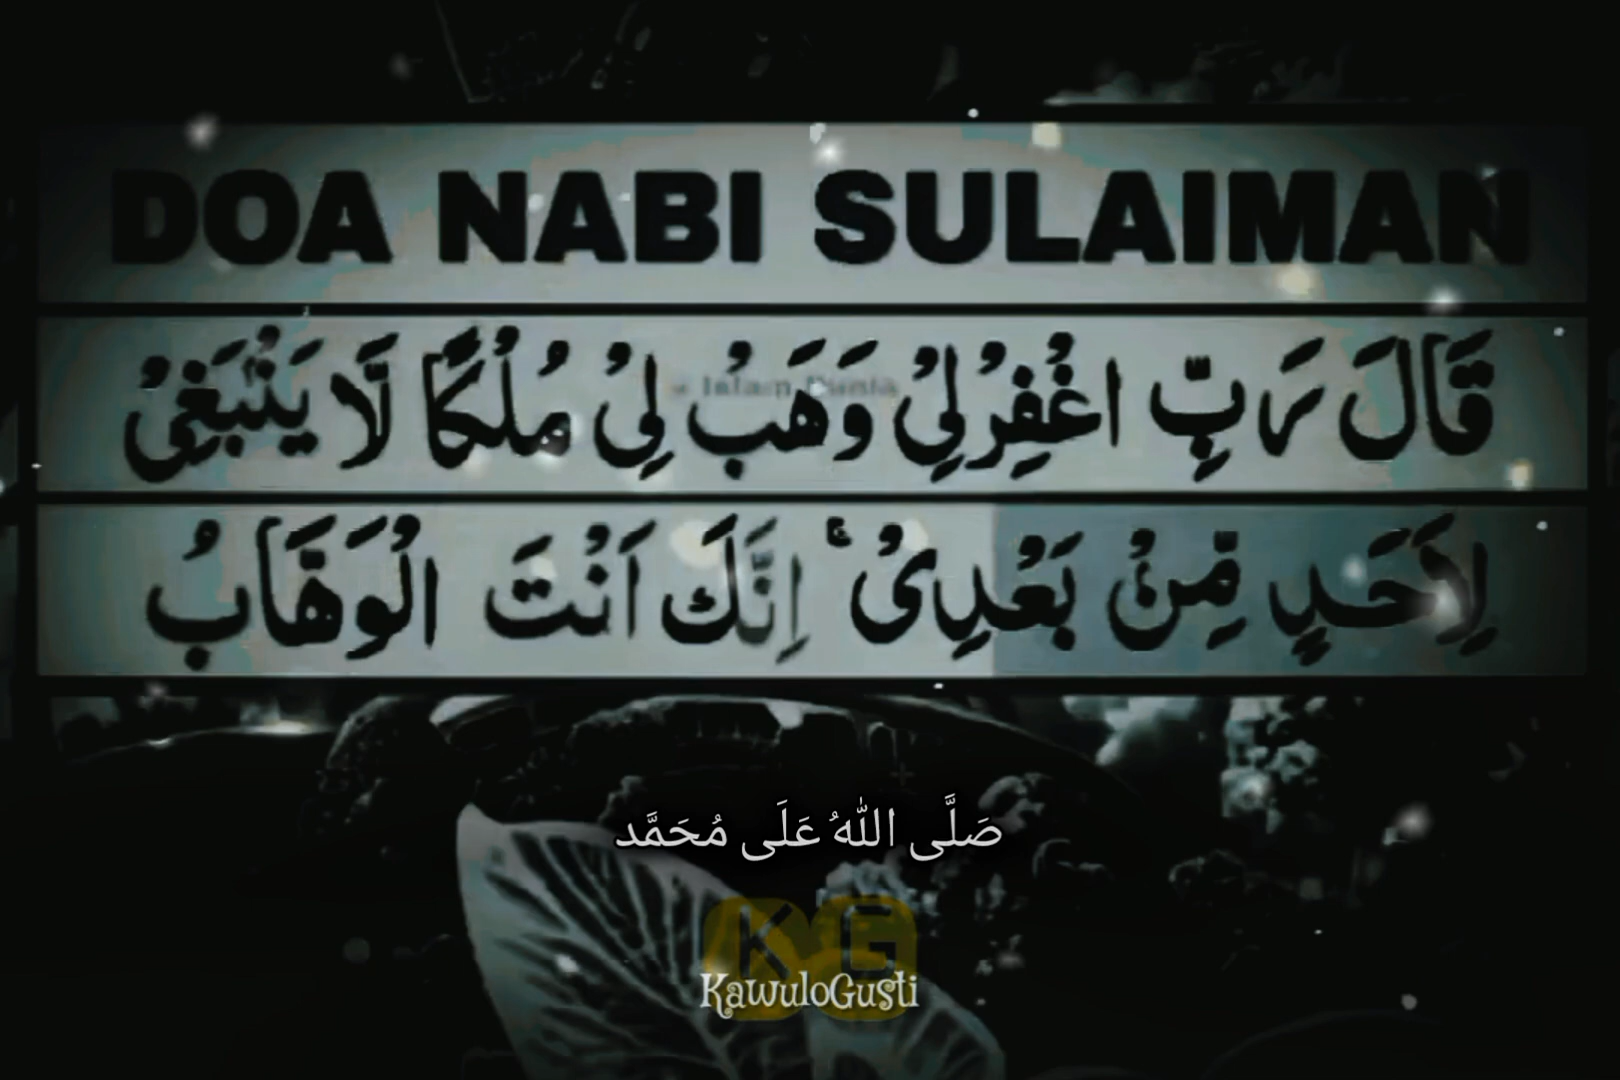 DOA NABI SULAIMAN
قَالَ رَبِّ اغْفِرْلِيْ وَهَبْ لِيْ مُلْكًا لَّا يَنْۢبَغِيْ
لِاَحَدٍ مِّنْۢ بَعْدِيْۚ اِنَّكَ اَنْتَ الْوَهَّابُ
صَلَّى اللّٰهُ عَلَى مُحَمَّد
KG
KawuloGusti